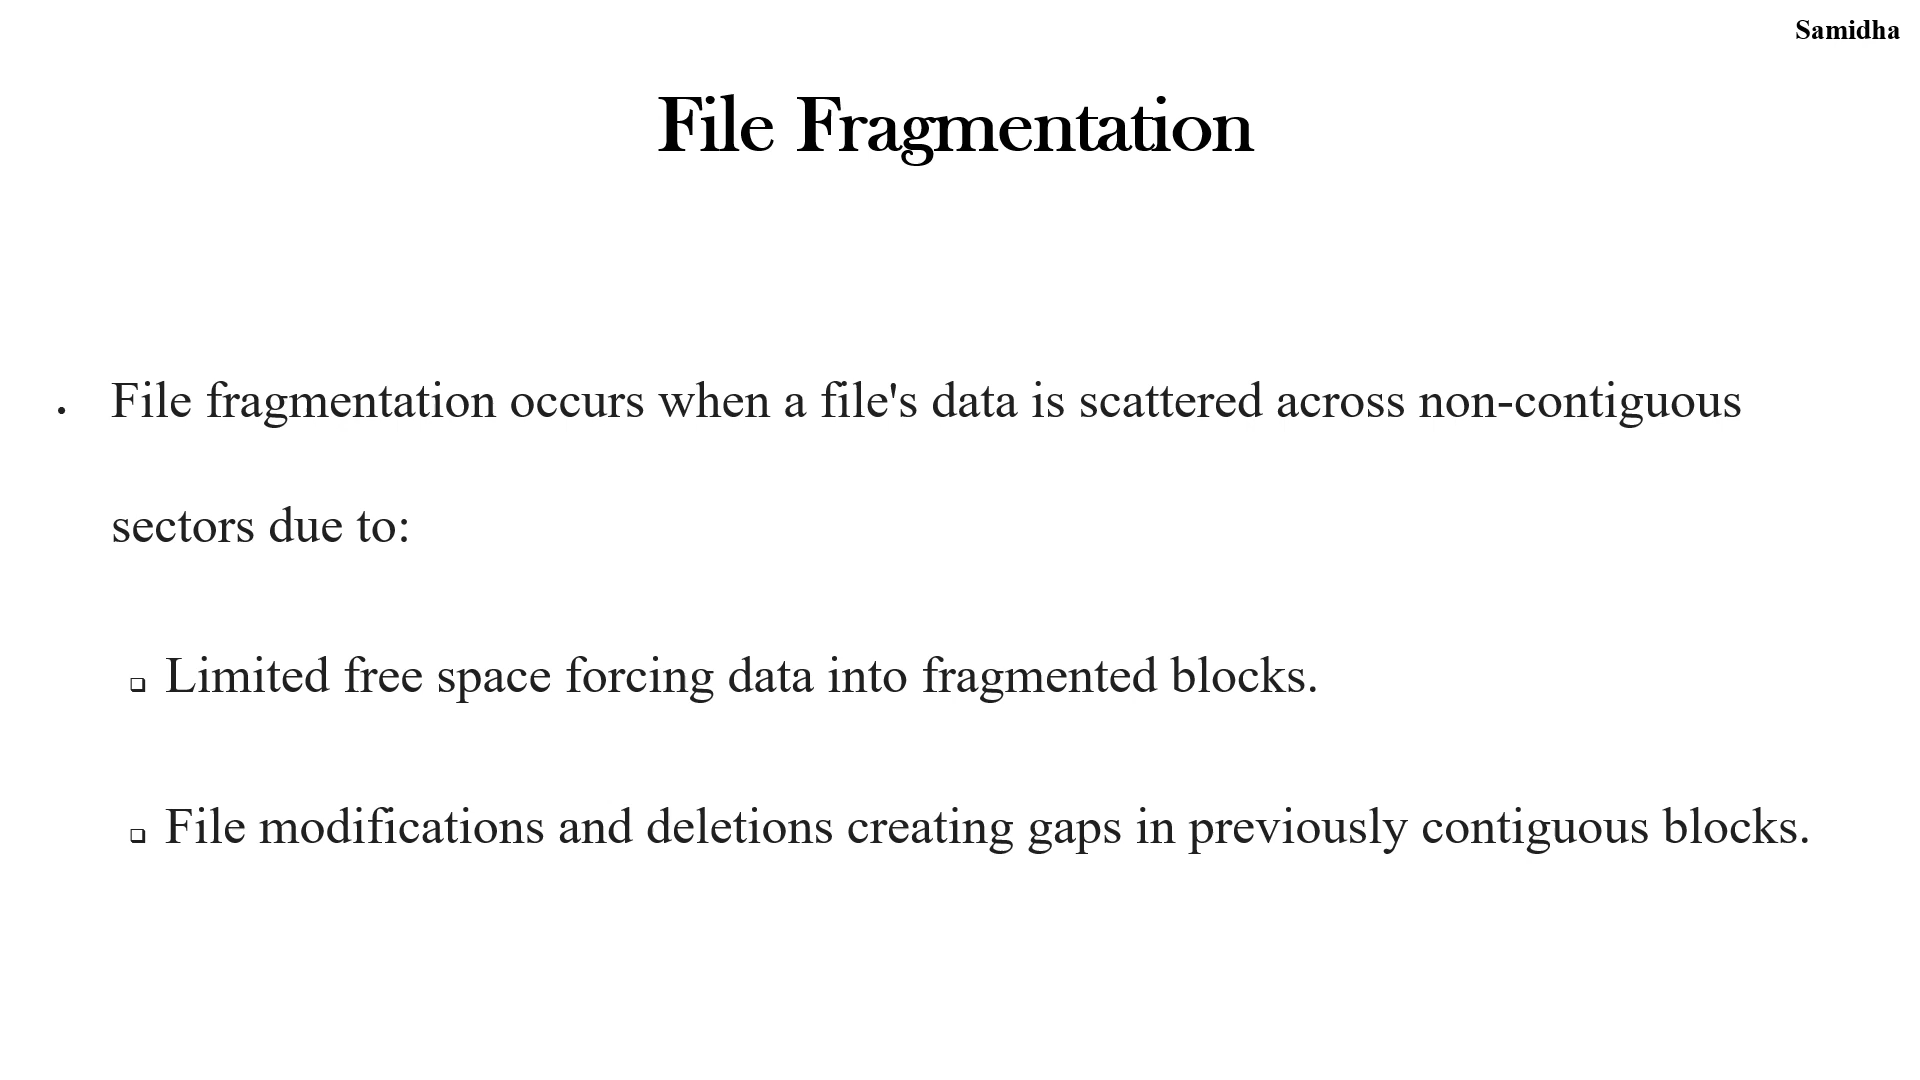 Samidha
File Fragmentation
• File fragmentation occurs when a file's data is scattered across non-contiguous
sectors due to:
❑ Limited free space forcing data into fragmented blocks.
❑ File modifications and deletions creating gaps in previously contiguous blocks.